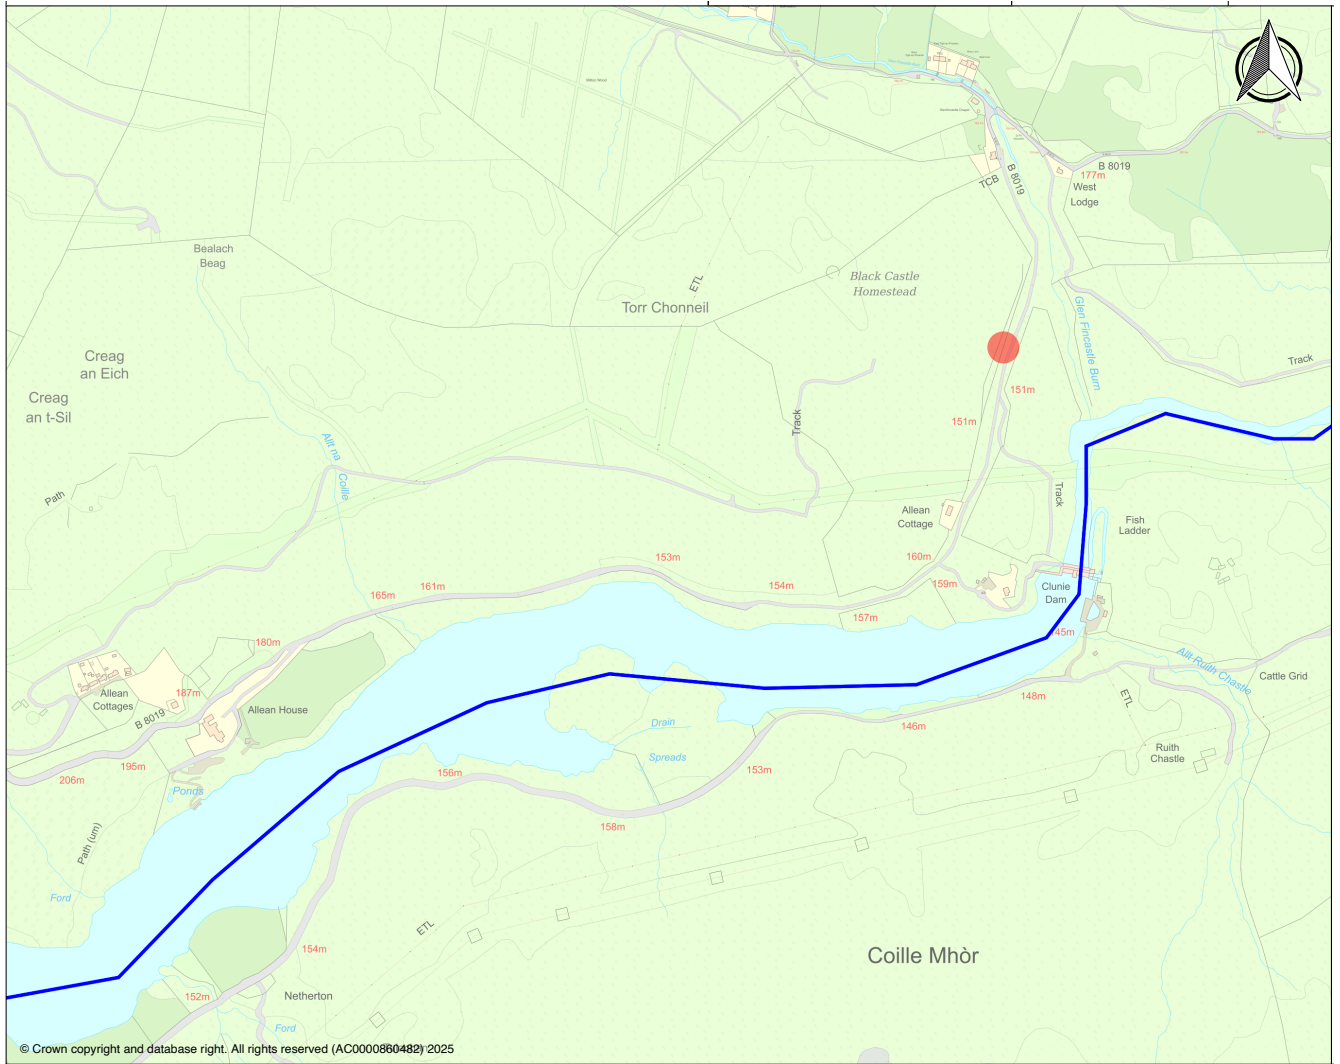 Milton Wood
B 8019
177m
West
Lodge
TCB
B 8019
Bealach
Beag
Black Castle
Homestead
ETL
Torr Chonneil
Glen Fincastle Burn
Creag
an Eich
Track
151m
Creag
an t-Sil
151m
Track
Allt na
Coille
Path
Track
Allean
Cottage
Fish
Ladder
153m
160m
161m
154m
159m
165m
Clunie
Dam
157m
145m
180m
Allt Ruith Chastle
Cattle Grid
Allean
Cottages
187m
Allean House
B 8019
148m
ETL
Drain
146m
Ruith
Chastle
Spreads
195m
206m
156m
153m
Ponds
158m
Path (um)
Ford
ETL
154m
Coille Mhòr
152m
Netherton
Ford
© Crown copyright and database right. All rights reserved (AC0000860482) 2025